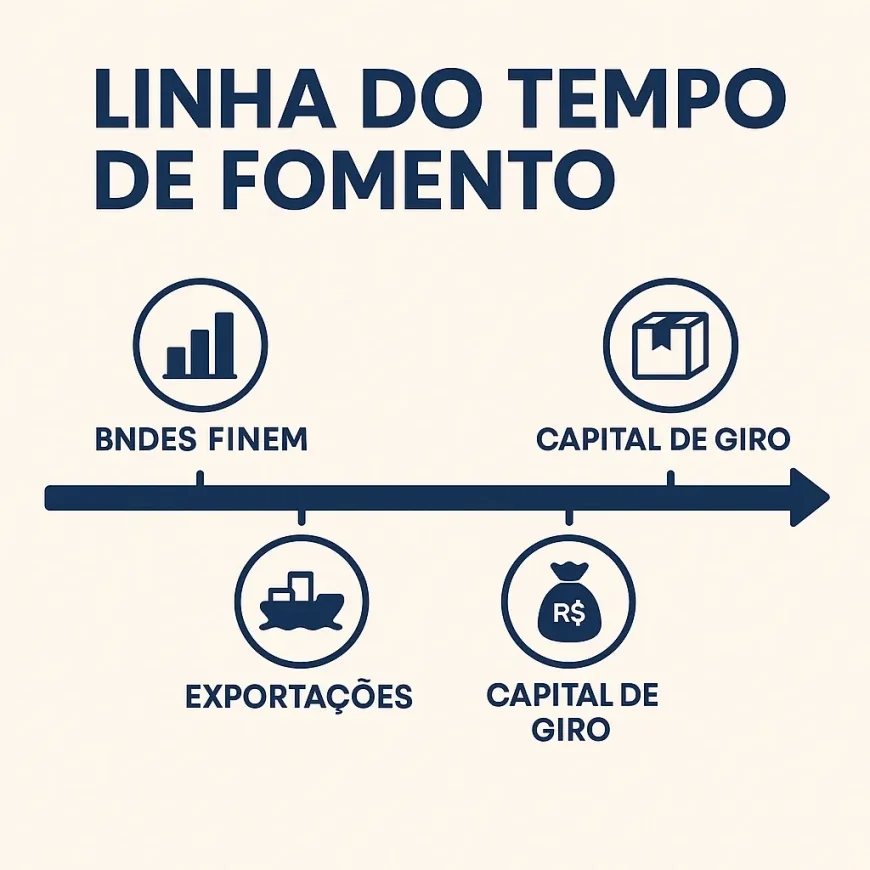 LINHA DO TEMPO
DE FOMENTO
BNDES FINEM
CAPITAL DE GIRO
R$
EXPORTAÇÕES
CAPITAL DE
GIRO